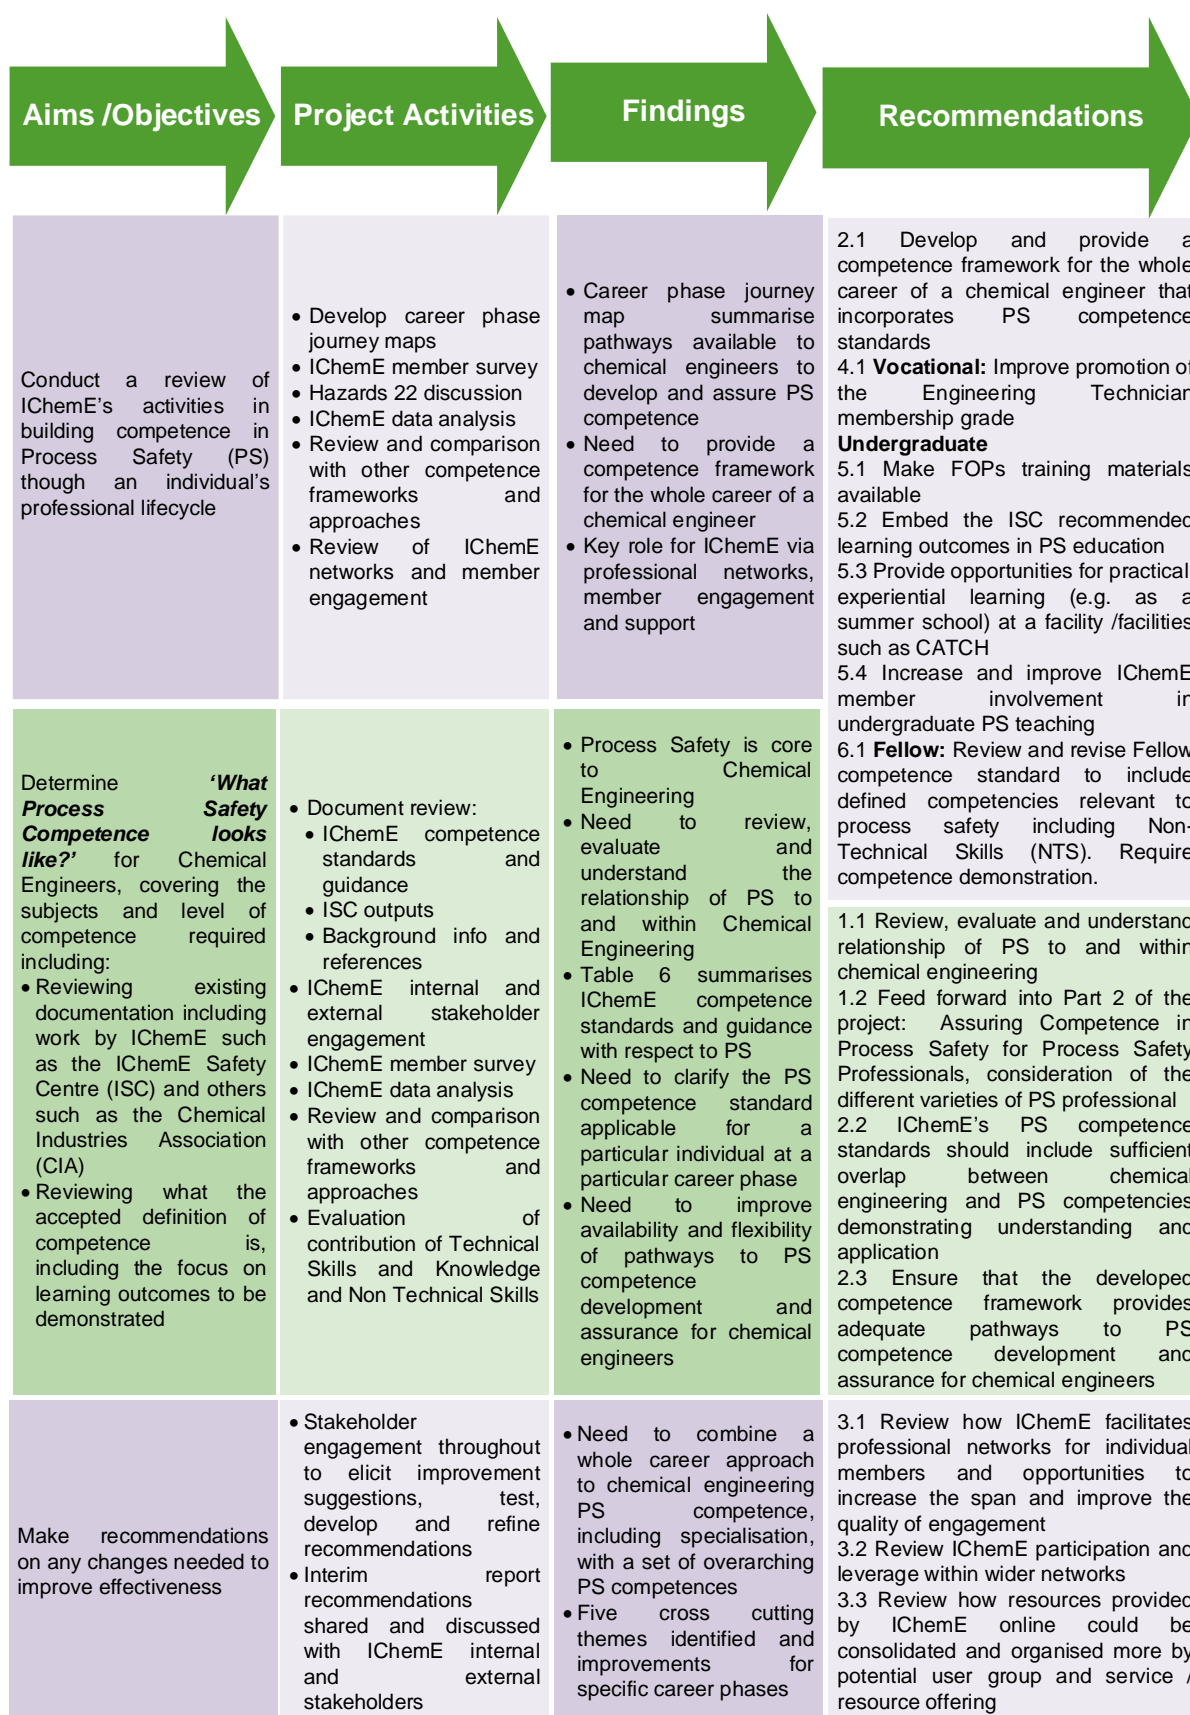 Aims /Objectives
Project Activities
Findings
Recommendations
Conduct a review of
IChemE's activities in
building competence in
Process Safety (PS)
though an individual's
professional lifecycle
• Develop career phase
journey maps
• IChemE member survey
• Hazards 22 discussion
• IChemE data analysis
• Review and comparison
with other competence
frameworks and
approaches
• Review of IChemE
networks and member
engagement
• Career phase journey
map summarise
pathways available to
chemical engineers to
develop and assure PS
competence
• Need to provide a
competence framework
for the whole career of a
chemical engineer
• Key role for IChemE via
professional networks,
member engagement
and support
2.1 Develop and provide a
competence framework for the whole
career of a chemical engineer that
incorporates PS competence
standards
4.1 Vocational: Improve promotion of
the Engineering Technician
membership grade
Undergraduate
5.1 Make FOPs training materials
available
5.2 Embed the ISC recommended
learning outcomes in PS education
5.3 Provide opportunities for practical
experiential learning (e.g. as a
summer school) at a facility /facilities
such as CATCH
5.4 Increase and improve IChemE
member involvement in
undergraduate PS teaching
6.1 Fellow: Review and revise Fellow
competence standard to include
defined competencies relevant to
process safety including Non-
Technical Skills (NTS). Require
competence demonstration.
Determine 'What
Process Safety
Competence looks
like?' for Chemical
Engineers, covering the
subjects and level of
competence required
including:
• Reviewing existing
documentation including
work by IChemE such
as the IChemE Safety
Centre (ISC) and others
such as the Chemical
Industries Association
(CIA)
• Reviewing what the
accepted definition of
competence is,
including the focus on
learning outcomes to be
demonstrated
• Document review:
• IChemE competence
standards and
guidance
• ISC outputs
• Background info and
references
• IChemE internal and
external stakeholder
engagement
• IChemE member survey
• IChemE data analysis
• Review and comparison
with other competence
frameworks and
approaches
• Evaluation of
contribution of Technical
Skills and Knowledge
and Non Technical Skills
• Process Safety is core
to Chemical
Engineering
• Need to review,
evaluate and
understand the
relationship of PS to
and within Chemical
Engineering
• Table 6 summarises
IChemE competence
standards and guidance
with respect to PS
• Need to clarify the PS
competence standard
applicable for a
particular individual at a
particular career phase
• Need to improve
availability and flexibility
of pathways to PS
competence
development and
assurance for chemical
engineers
1.1 Review, evaluate and understand
relationship of PS to and within
chemical engineering
1.2 Feed forward into Part 2 of the
project: Assuring Competence in
Process Safety for Process Safety
Professionals, consideration of the
different varieties of PS professional
2.2 IChemE's PS competence
standards should include sufficient
overlap between chemical
engineering and PS competencies
demonstrating understanding and
application
2.3 Ensure that the developed
competence framework provides
adequate pathways to PS
competence development and
assurance for chemical engineers
Make recommendations
on any changes needed to
improve effectiveness
• Stakeholder
engagement throughout
to elicit improvement
suggestions, test,
develop and refine
recommendations
• Interim report
recommendations
shared and discussed
with IChemE internal
and external
stakeholders
• Need to combine a
whole career approach
to chemical engineering
PS competence,
including specialisation,
with a set of overarching
PS competences
• Five cross cutting
themes identified and
improvements for
specific career phases
3.1 Review how IChemE facilitates
professional networks for individual
members and opportunities to
increase the span and improve the
quality of engagement
3.2 Review IChemE participation and
leverage within wider networks
3.3 Review how resources provided
by IChemE online could be
consolidated and organised more by
potential user group and service /
resource offering